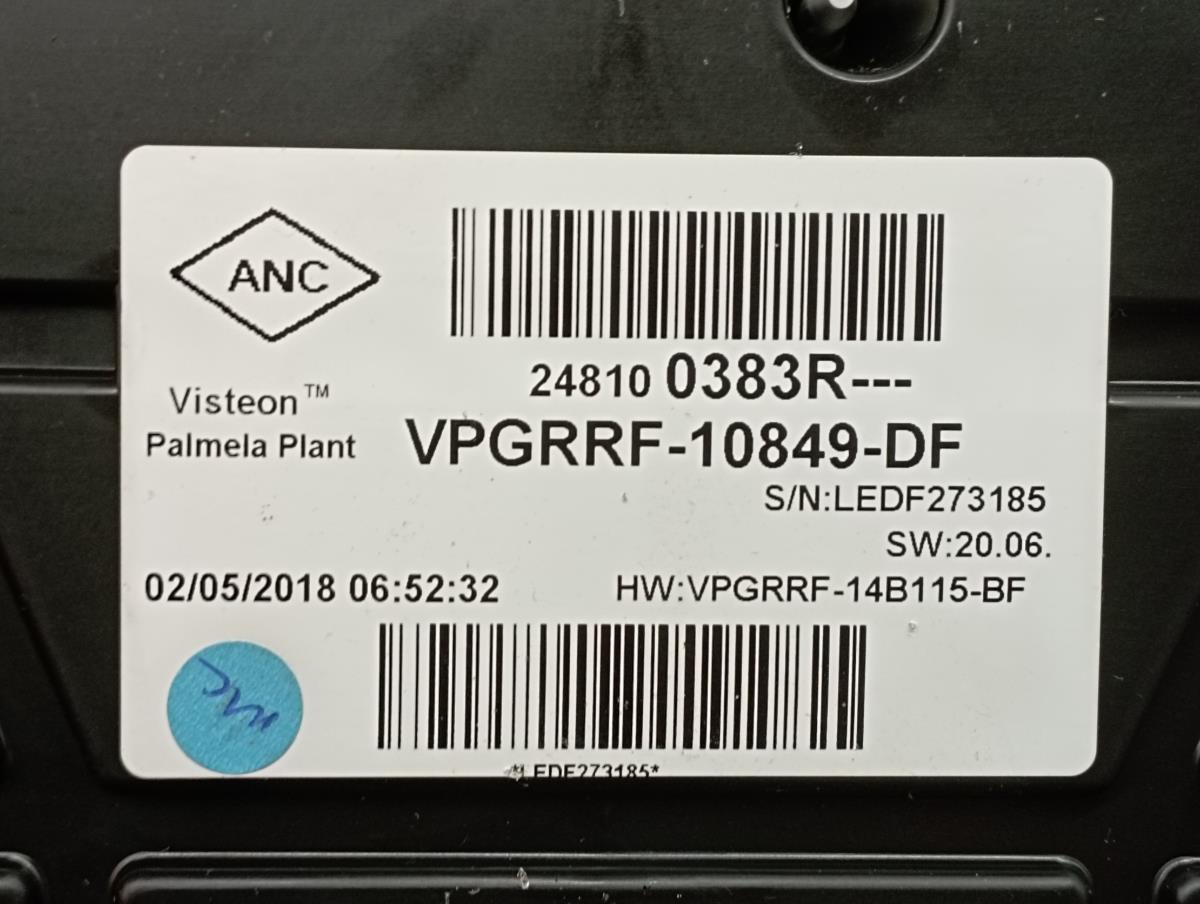 ANC
24810 0383R---
Visteon™
Palmela Plant
VPGRRF-10849-DF
S/N:LEDF273185
SW:20.06.
02/05/2018 06:52:32
HW:VPGRRF-14B115-BF
EDF273185*